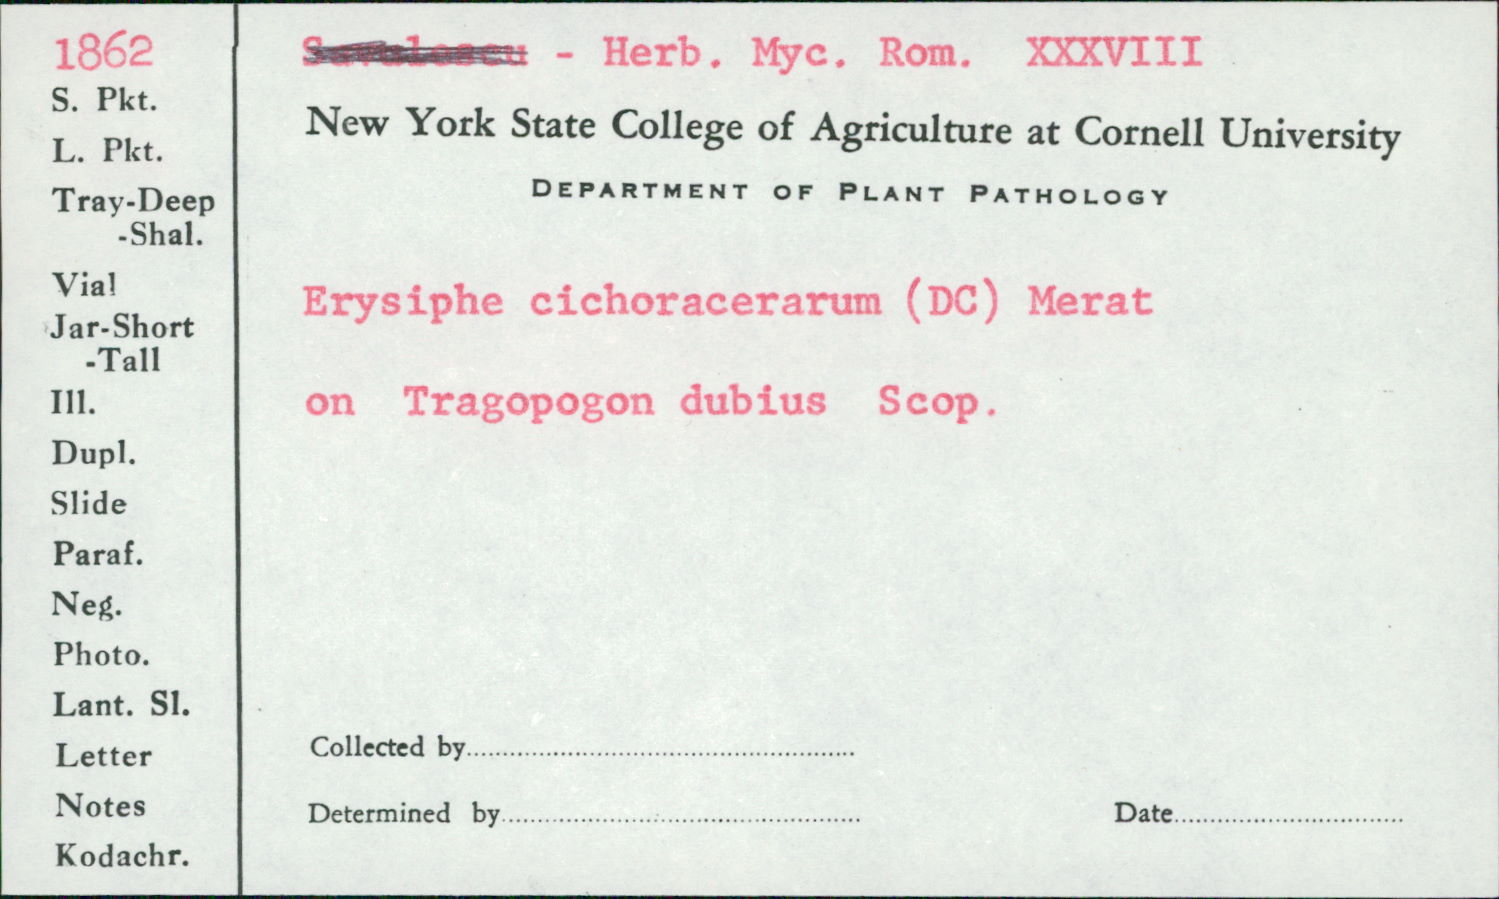 1862
S. Pkt.
L. Pkt.
Tray-Deep
-Shal.
Vial
Jar-Short
-Tall
Ill.
Dupl.
Slide
Paraf.
Neg.
Photo.
Lant. Sl.
Letter
Notes
Kodachr.
Savulescu - Herb. Myc. Rom. XXXVIII
New York State College of Agriculture at Cornell University
DEPARTMENT OF PLANT PATHOLOGY
Erysiphe cichoracerarum (DC) Merat
on Tragopogon dubius Scop.
Collected by
Determined by
Date